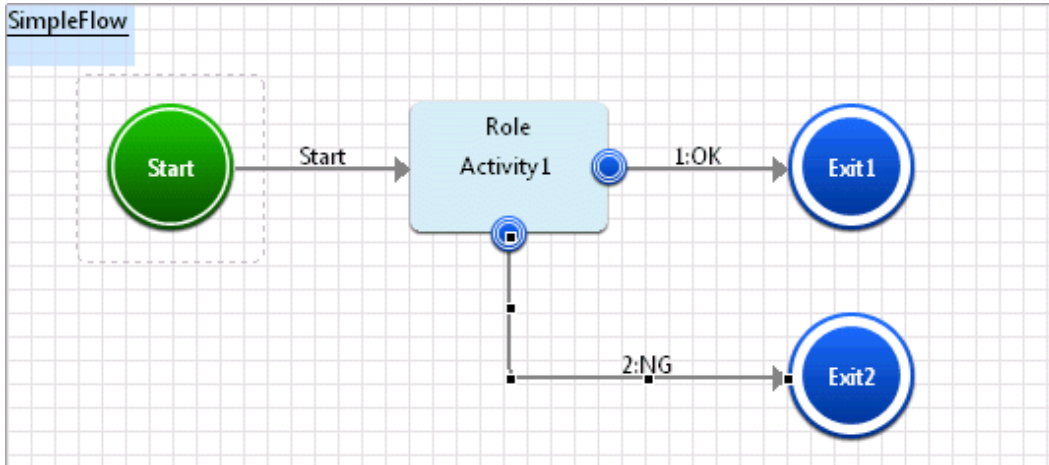 SimpleFlow
Start
Start
Role
Activity1
1:OK
Exit1
2:NG
Exit2